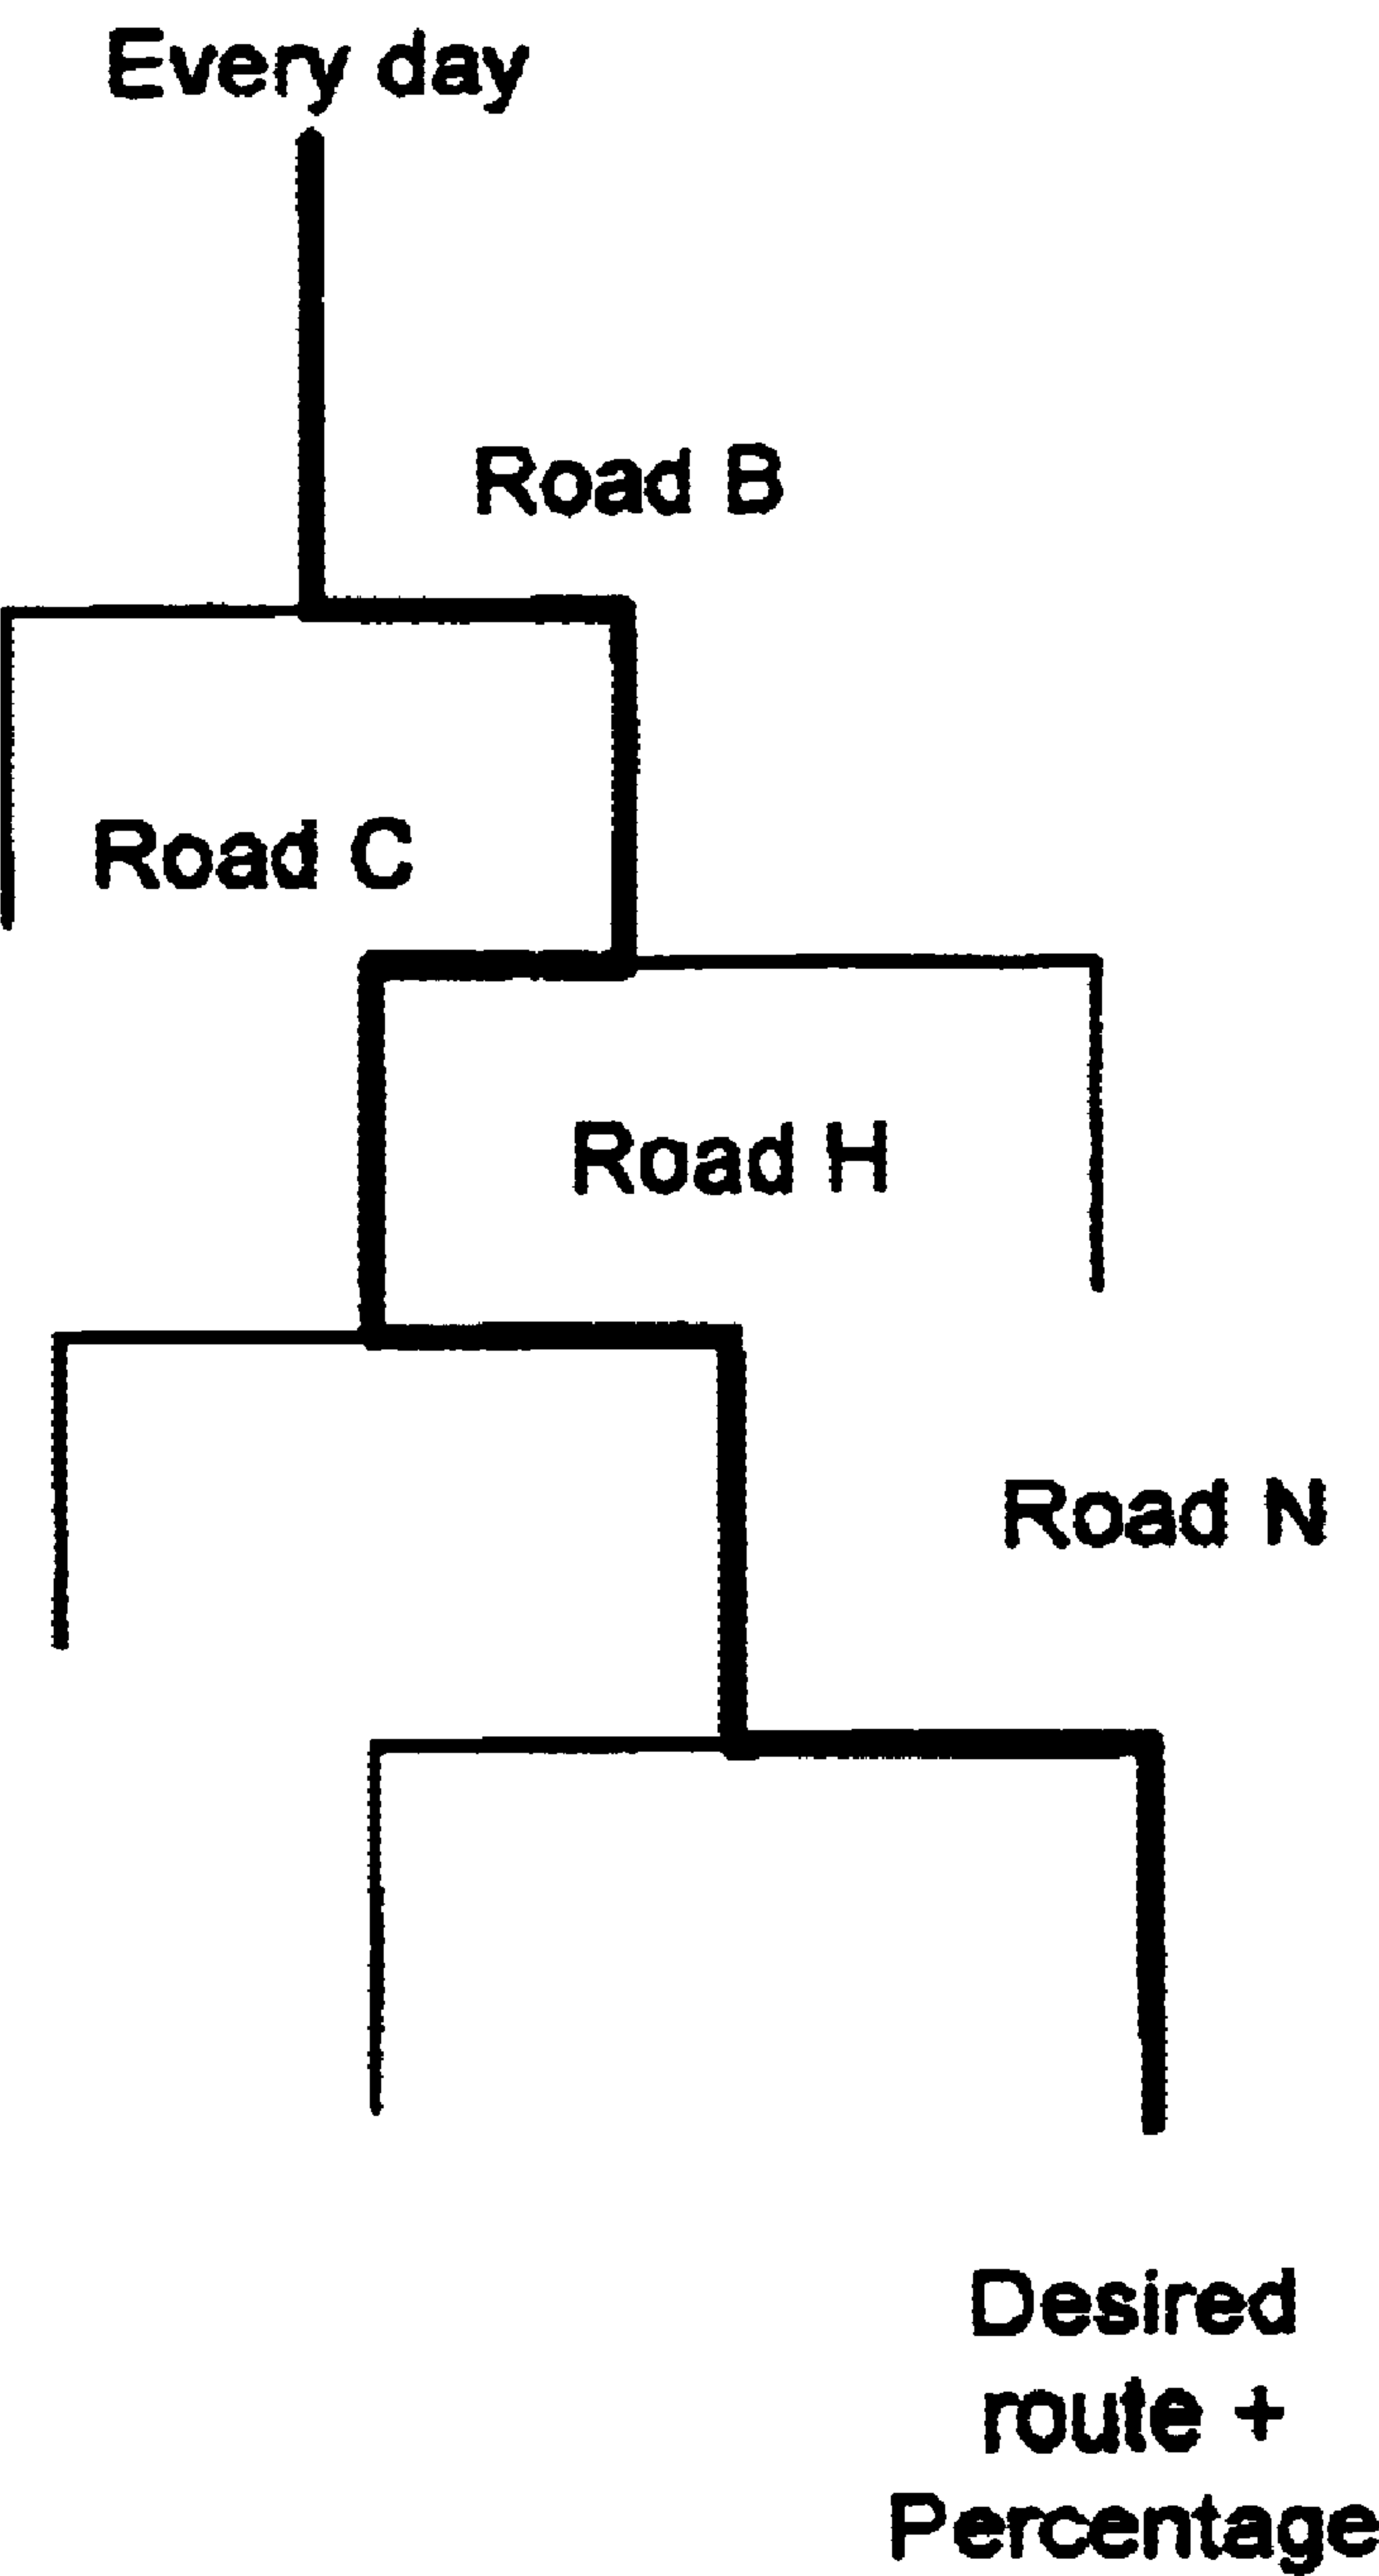 Every day
Road B
Road C
Road H
Road N
Desired
route +
Percentage